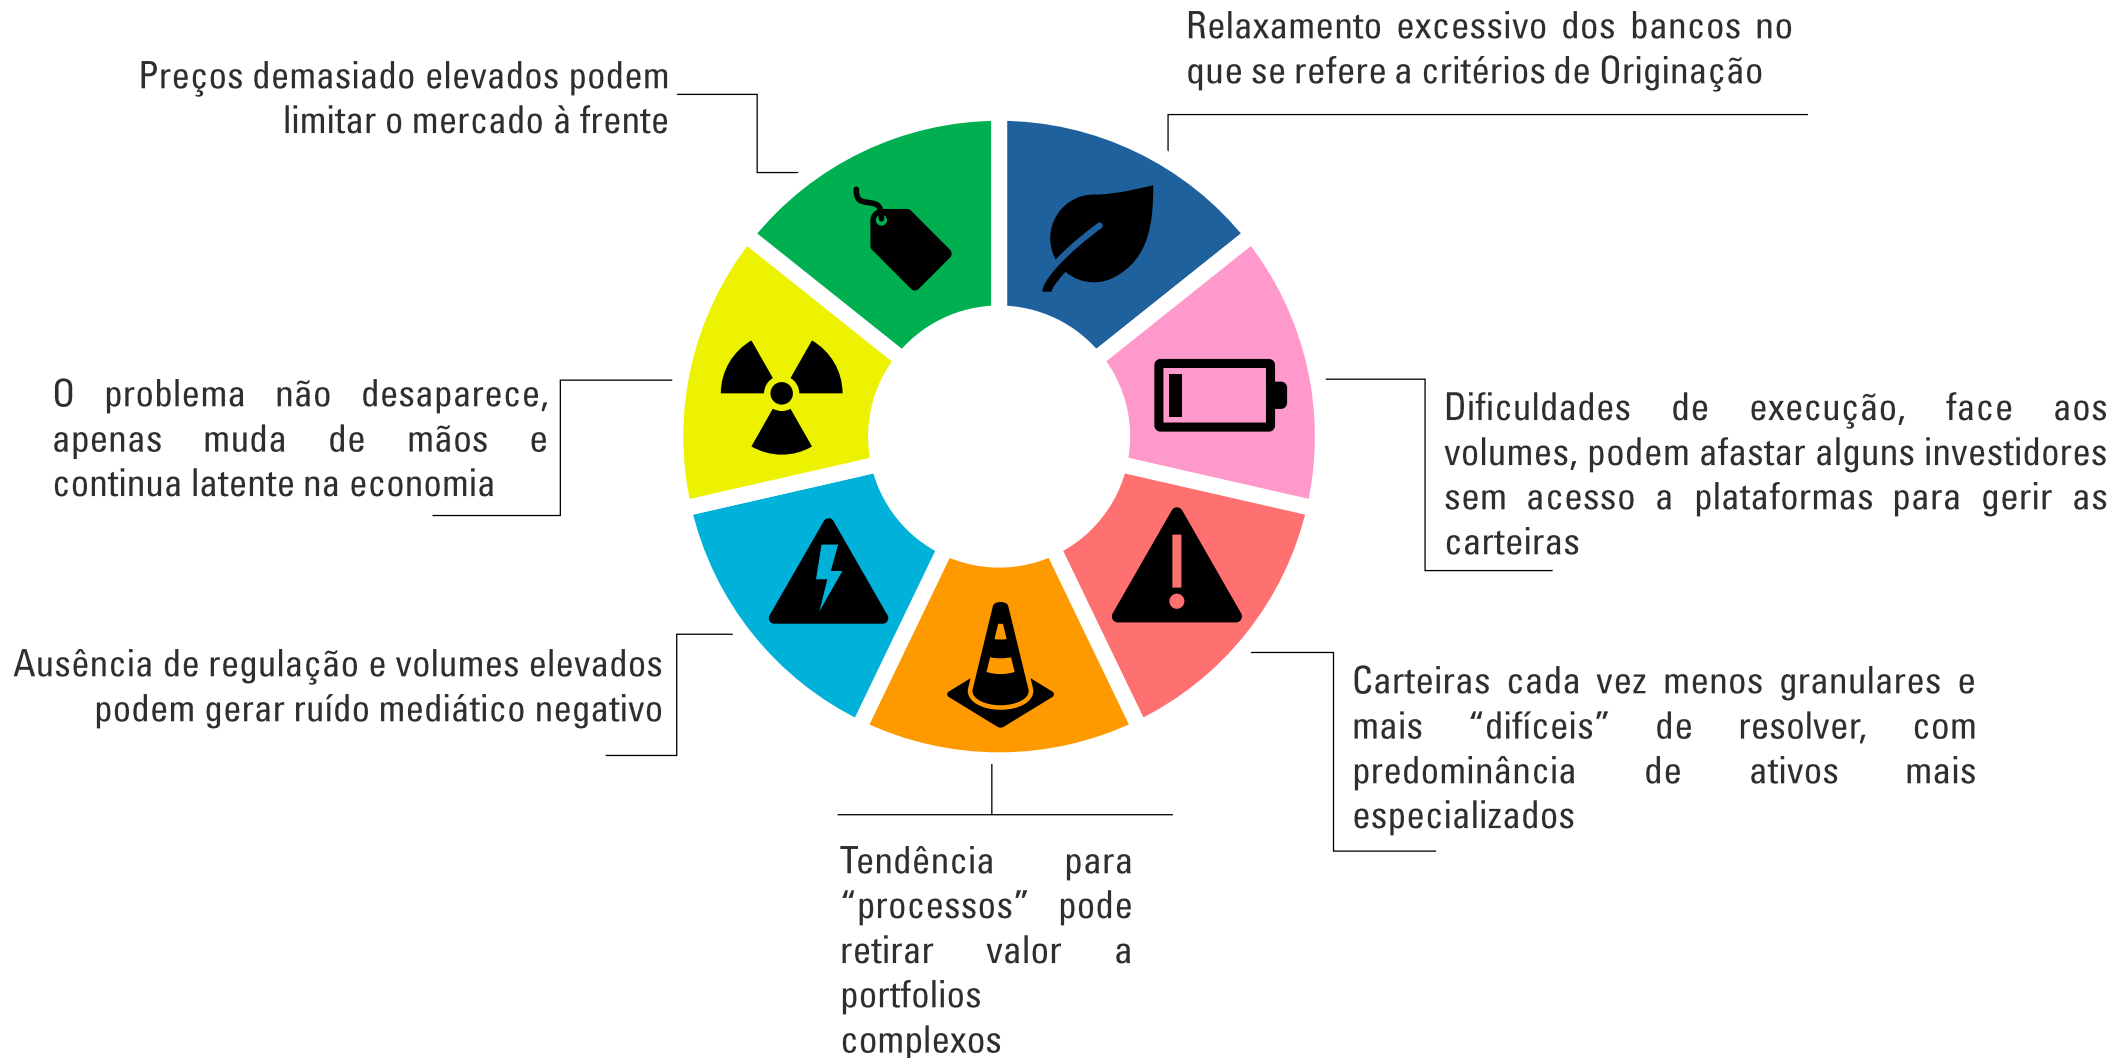 Relaxamento excessivo dos bancos no
que se refere a critérios de Originação
Preços demasiado elevados podem
limitar o mercado à frente
O problema não desaparece,
apenas muda de mãos e
continua latente na economia
Dificuldades de execução, face aos
volumes, podem afastar alguns investidores
sem acesso a plataformas para gerir as
carteiras
Ausência de regulação e volumes elevados
podem gerar ruído mediático negativo
Carteiras cada vez menos granulares e
mais “difíceis” de resolver, com
predominância de ativos mais
especializados
Tendência para
“processos” pode
retirar valor a
portfolios
complexos